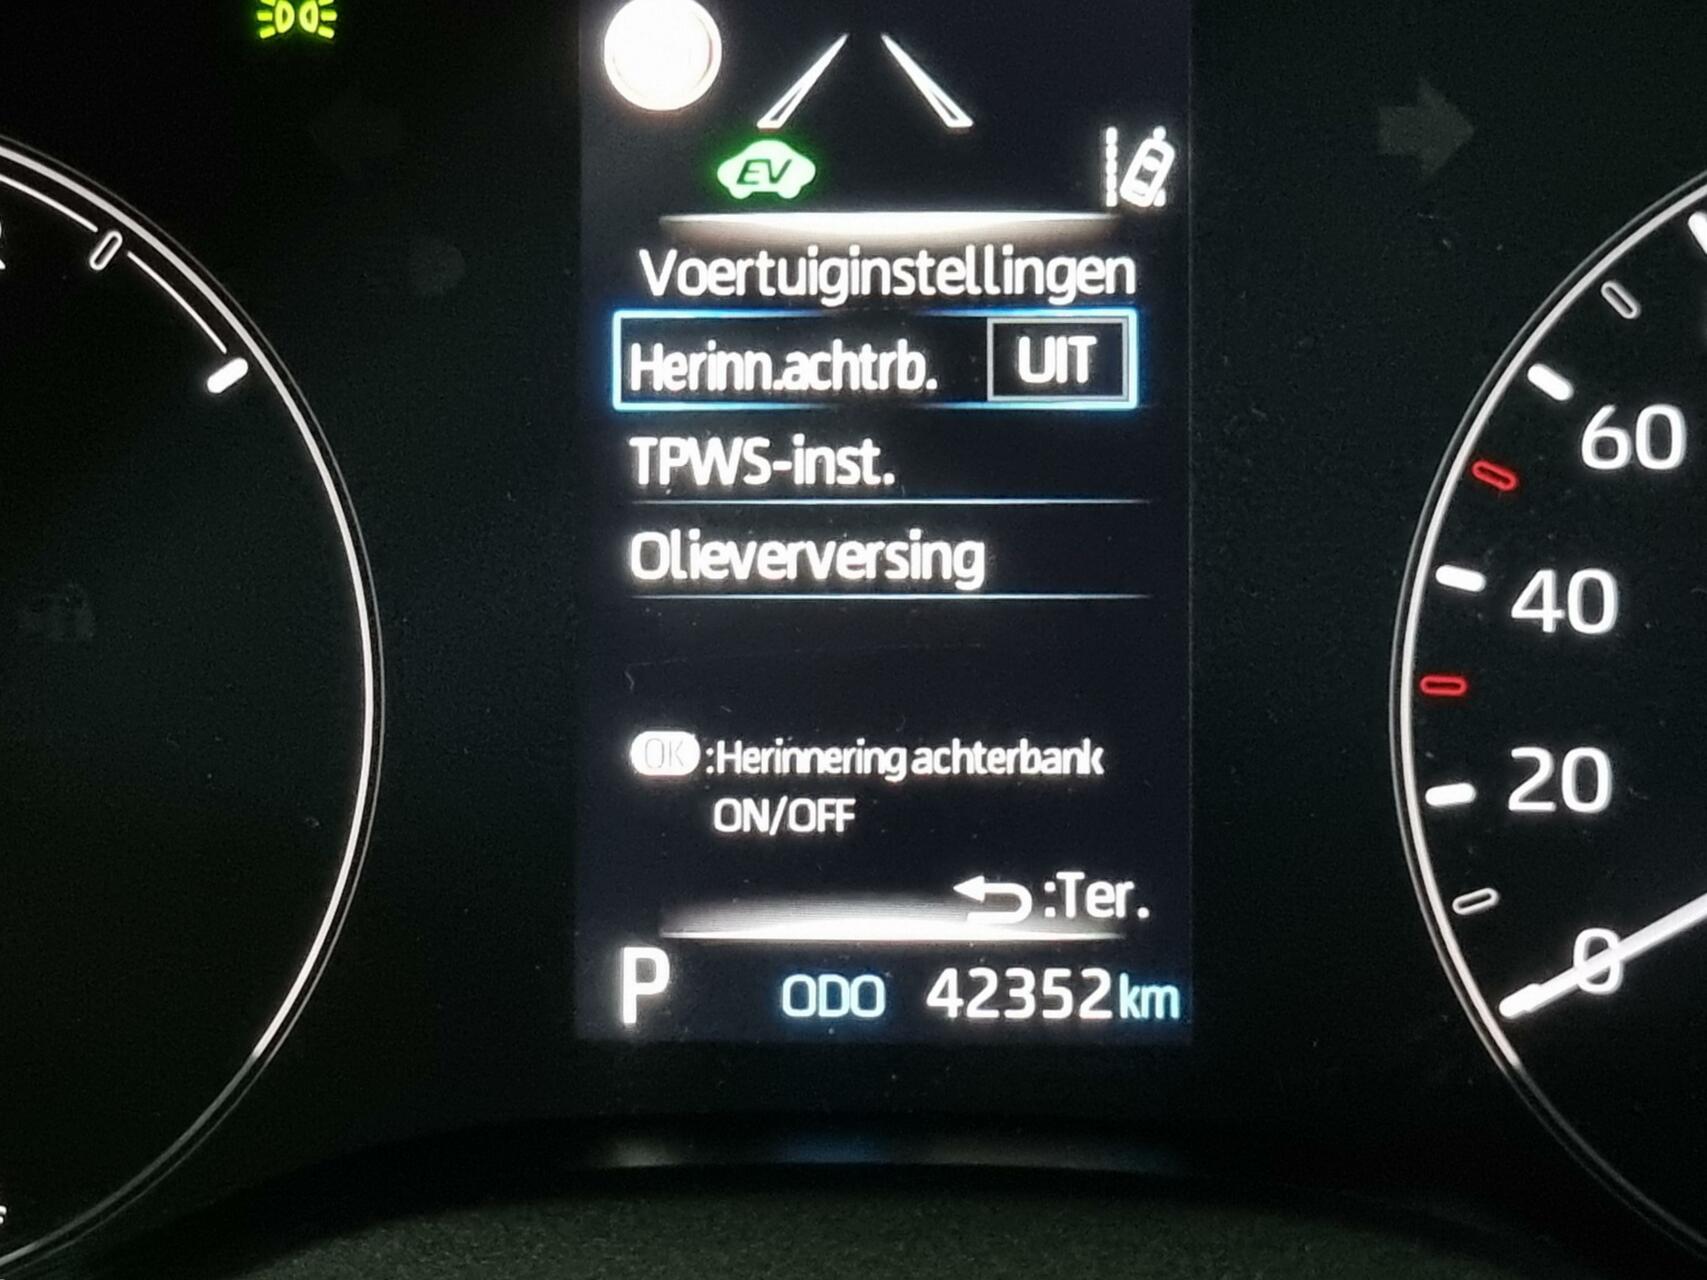 EV
Voertuiginstellingen
Herinn.achtrb. UIT
TPWS-inst.
Olieverversing
OK :Herinnering achterbank
ON/OFF
:Ter.
P ODO 42352 km
60
40
20
0